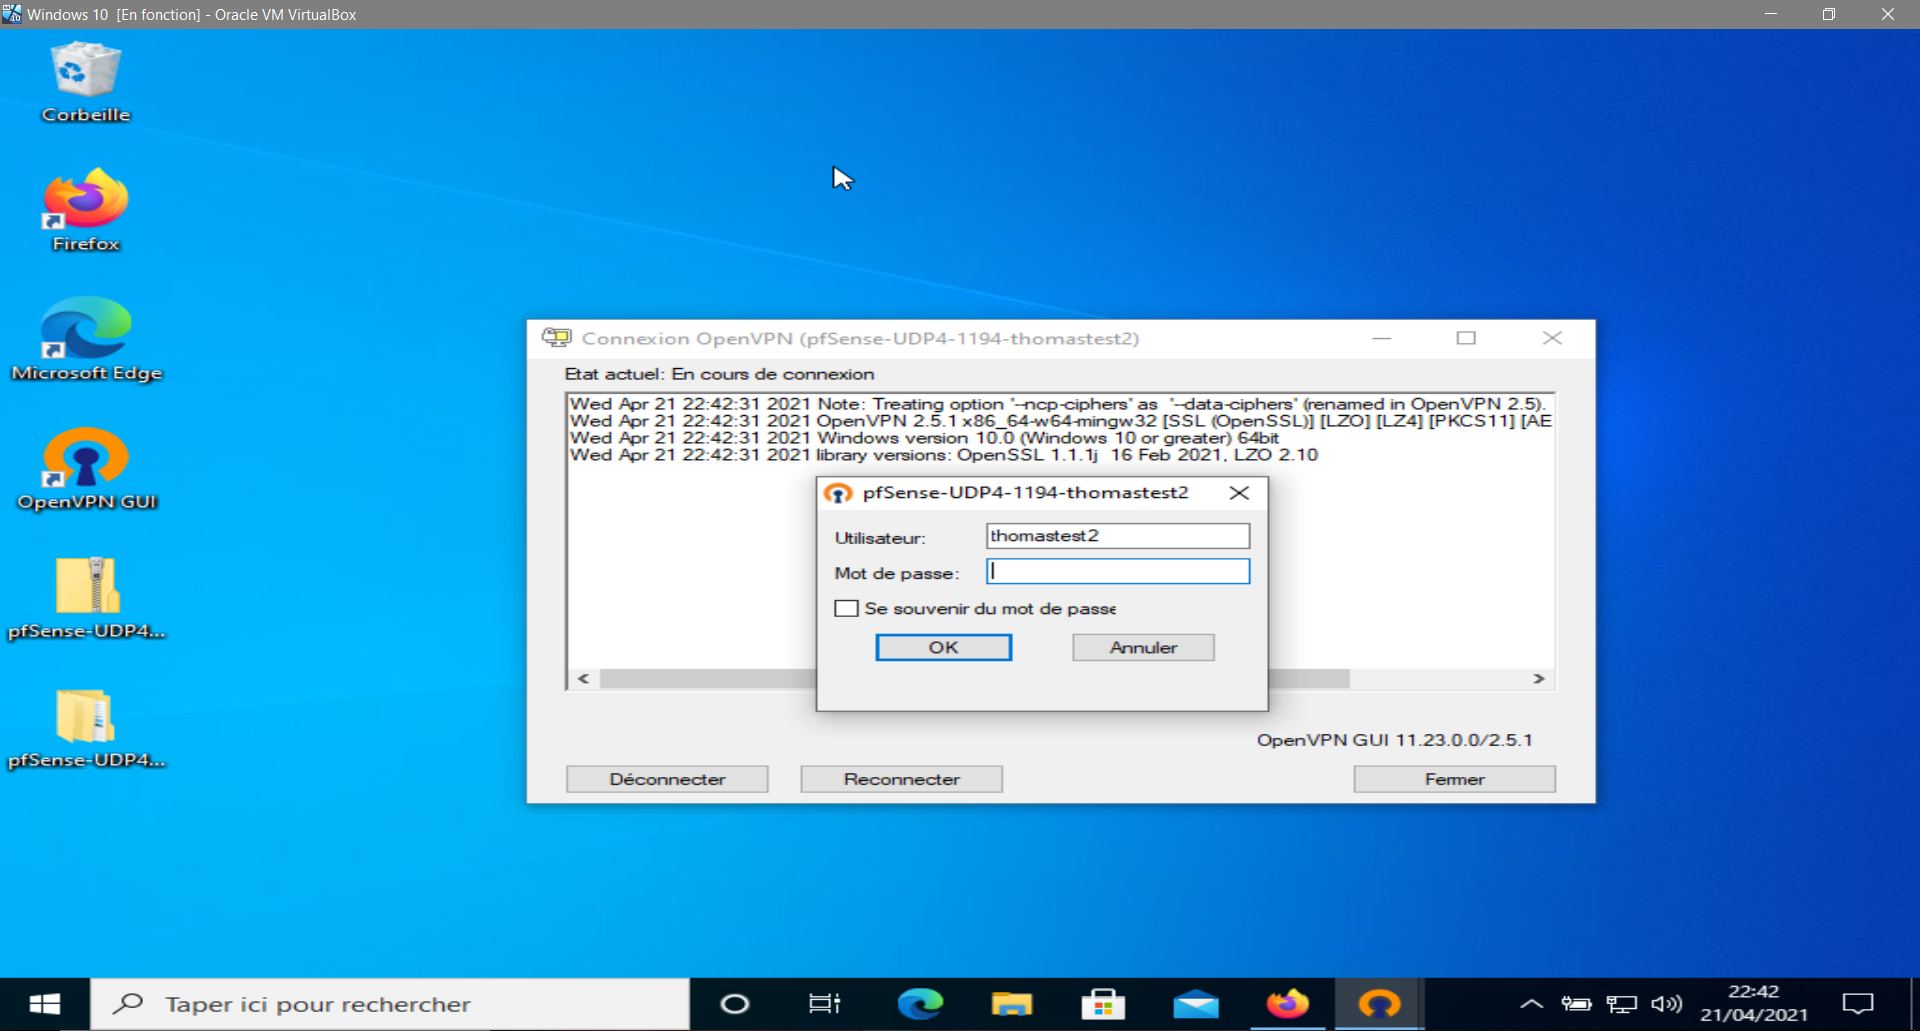 Windows 10  [En fonction] - Oracle VM VirtualBox
Corbeille
Firefox
Microsoft Edge
OpenVPN GUI
pfSense-UDP4...
pfSense-UDP4...
Connexion OpenVPN (pfSense-UDP4-1194-thomastest2)
Etat actuel: En cours de connexion
Wed Apr 21 22:42:31 2021 Note: Treating option '--ncp-ciphers' as  '--data-ciphers' (renamed in OpenVPN 2.5).
Wed Apr 21 22:42:31 2021 OpenVPN 2.5.1 x86_64-w64-mingw32 [SSL (OpenSSL)] [LZO] [LZ4] [PKCS11] [AE
Wed Apr 21 22:42:31 2021 Windows version 10.0 (Windows 10 or greater) 64bit
Wed Apr 21 22:42:31 2021 library versions: OpenSSL 1.1.1j  16 Feb 2021, LZO 2.10
pfSense-UDP4-1194-thomastest2
Utilisateur: thomastest2
Mot de passe:
Se souvenir du mot de passe
OK Annuler
OpenVPN GUI 11.23.0.0/2.5.1
Déconnecter Reconnecter Fermer
Taper ici pour rechercher
22:42
21/04/2021